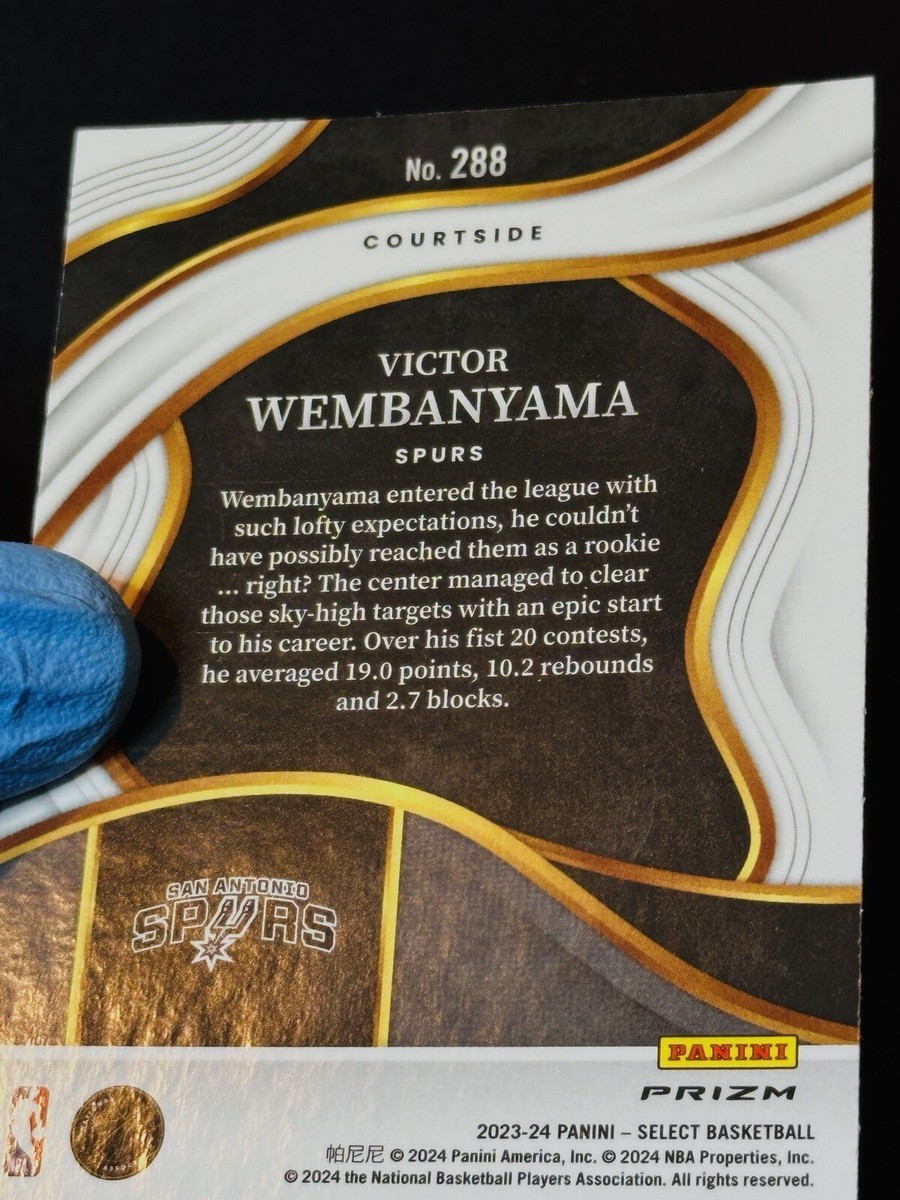 No. 288
COURTSIDE
VICTOR
WEMBANYAMA
SPURS
Wembanyama entered the league with
such lofty expectations, he couldn't
have possibly reached them as a rookie
... right? The center managed to clear
those sky-high targets with an epic start
to his career. Over his fist 20 contests,
he averaged 19.0 points, 10.2 rebounds
and 2.7 blocks.
SAN ANTONIO
SPURS
PANINI
PRIZM
2023-24 PANINI – SELECT BASKETBALL
帕尼尼 © 2024 Panini America, Inc. © 2024 NBA Properties, Inc.
© 2024 the National Basketball Players Association. All rights reserved.